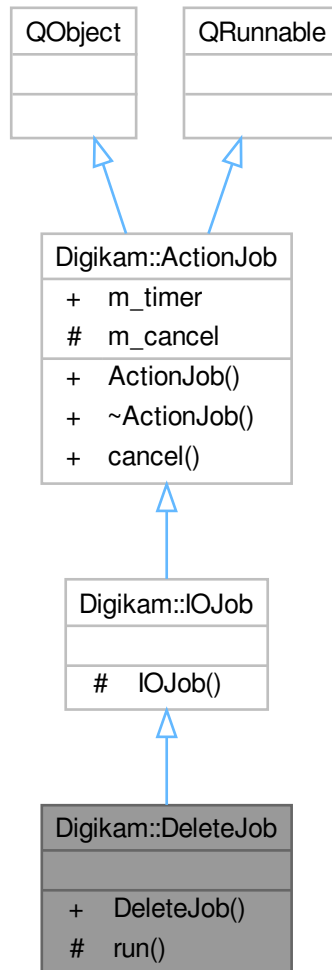 QObject
QRunnable
Digikam::ActionJob
+ m_timer
# m_cancel
+ ActionJob()
+ ~ActionJob()
+ cancel()
Digikam::IOJob
# IOJob()
Digikam::DeleteJob
+ DeleteJob()
# run()